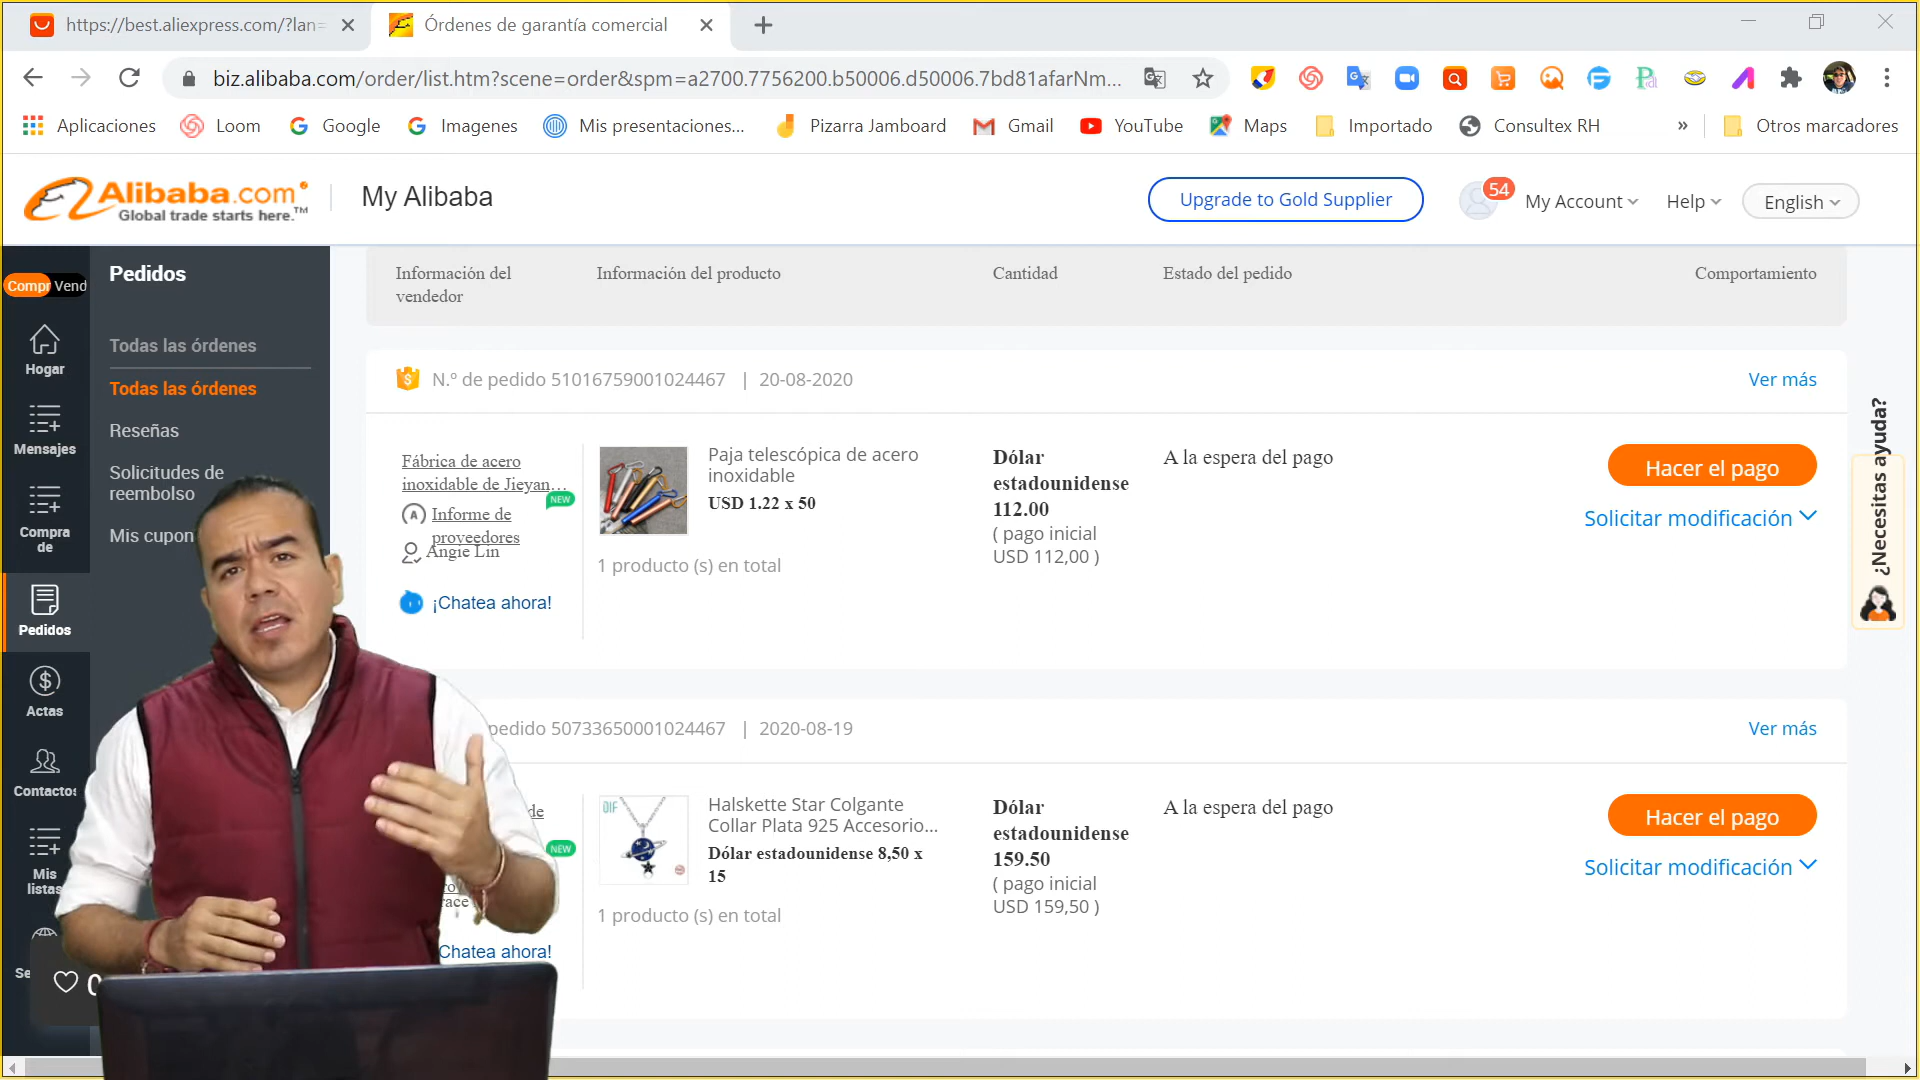 https://best.aliexpress.com/?lan=
Órdenes de garantía comercial
biz.alibaba.com/order/list.htm?scene=order&spm=a2700.7756200.b50006.d50006.7bd81afarNm...
Aplicaciones
Loom
Google
Imagenes
Mis presentaciones...
Pizarra Jamboard
Gmail
YouTube
Maps
Importado
Consultex RH
»
Otros marcadores
Alibaba.com
Global trade starts here.™
My Alibaba
Upgrade to Gold Supplier
54
My Account
Help
English
Compr Vend
Hogar
Mensajes
Compra
de
Pedidos
Actas
Contactos
Mis
listas
Se
0
Pedidos
Todas las órdenes
Todas las órdenes
Reseñas
Solicitudes de
reembolso
Mis cupon
Información del
vendedor
Información del producto
Cantidad
Estado del pedido
Comportamiento
N.º de pedido 51016759001024467 | 20-08-2020
Ver más
Fábrica de acero
inoxidable de Jieyan...
NEW
Informe de
proveedores
Angie Lin
¡Chatea ahora!
Paja telescópica de acero
inoxidable
USD 1.22 x 50
1 producto (s) en total
Dólar
estadounidense
112.00
( pago inicial
USD 112,00 )
A la espera del pago
Hacer el pago
Solicitar modificación
pedido 50733650001024467 | 2020-08-19
Ver más
de
NEW
race
Chatea ahora!
DIF
Halskette Star Colgante
Collar Plata 925 Accesorio...
Dólar estadounidense 8,50 x
15
1 producto (s) en total
Dólar
estadounidense
159.50
( pago inicial
USD 159,50 )
A la espera del pago
Hacer el pago
Solicitar modificación
¿Necesitas ayuda?